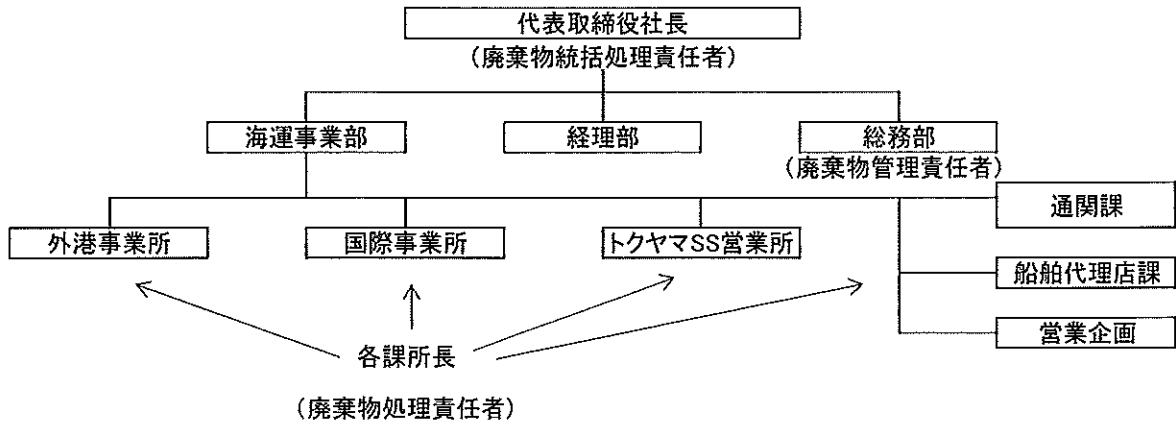 代表取締役社長
(廃棄物統括処理責任者)
海運事業部
経理部
総務部
(廃棄物管理責任者)
通関課
外港事業所
国際事業所
トクヤマSS営業所
船舶代理店課
営業企画
各課所長
(廃棄物処理責任者)